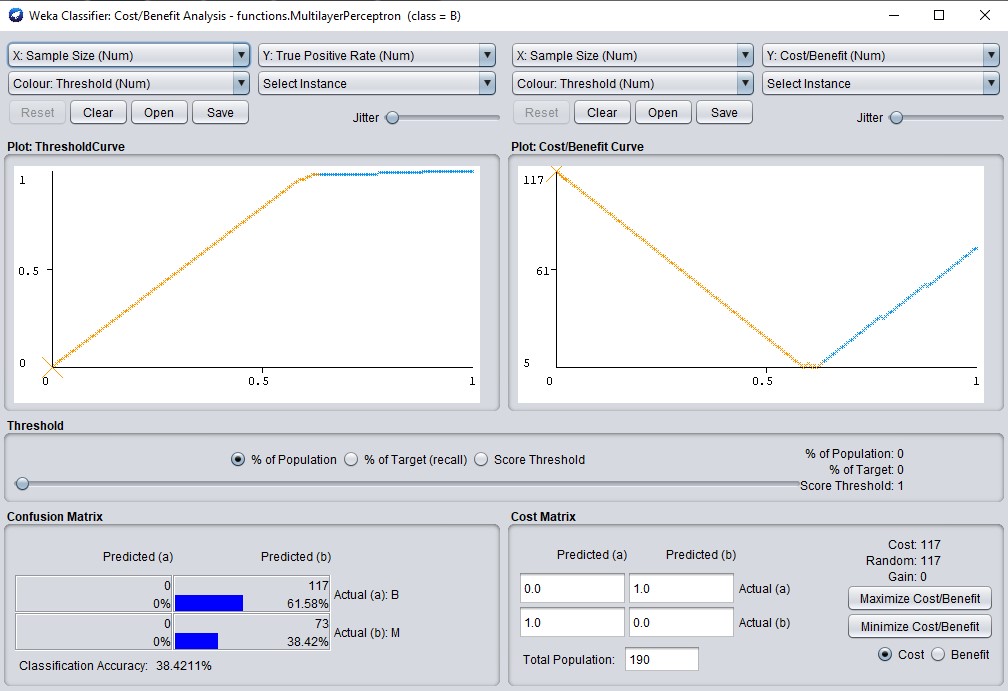 Weka Classifier: Cost/Benefit Analysis - functions.MultilayerPerceptron (class = B)
X: Sample Size (Num)
Y: True Positive Rate (Num)
X: Sample Size (Num)
Y: Cost/Benefit (Num)
Colour: Threshold (Num)
Select Instance
Colour: Threshold (Num)
Select Instance
Reset
Clear
Open
Save
Jitter
Reset
Clear
Open
Save
Jitter
Plot: ThresholdCurve
1
0.5
0
0
0.5
1
Plot: Cost/Benefit Curve
117
61
5
0
0.5
1
Threshold
% of Population
% of Target (recall)
Score Threshold
% of Population: 0
% of Target: 0
Score Threshold: 1
Confusion Matrix
Predicted (a)
Predicted (b)
0
117
Actual (a): B
0%
61.58%
0
73
Actual (b): M
0%
38.42%
Classification Accuracy: 38.4211%
Cost Matrix
Predicted (a)
Predicted (b)
0.0
1.0
Actual (a)
1.0
0.0
Actual (b)
Total Population:
190
Cost: 117
Random: 117
Gain: 0
Maximize Cost/Benefit
Minimize Cost/Benefit
Cost
Benefit